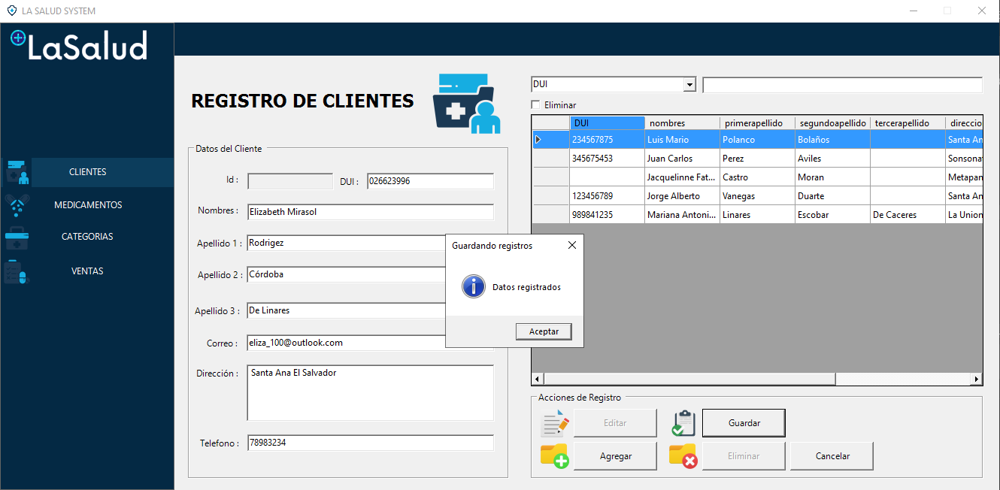 LA SALUD SYSTEM
LaSalud
CLIENTES
MEDICAMENTOS
CATEGORIAS
VENTAS
REGISTRO DE CLIENTES
Datos del Cliente
Id :
DUI : 026623996
Nombres : Elizabeth Mirasol
Apellido 1 : Rodrigez
Apellido 2 : Córdoba
Apellido 3 : De Linares
Correo : eliza_100@outlook.com
Dirección : Santa Ana El Salvador
Telefono : 78983234
DUI
Eliminar
DUI nombres primerapellido segundoapellido tercerapellido direccio
234567875 Luis Mario Polanco Bolaños Santa An
345675453 Juan Carlos Perez Aviles Sonsona
Jacquelinne Fat... Castro Moran Metapan
123456789 Jorge Alberto Vanegas Duarte Santa An
989841235 Mariana Antoni... Linares Escobar De Caceres La Union
Guardando registros
Datos registrados
Aceptar
Acciones de Registro
Editar
Guardar
Agregar
Eliminar
Cancelar